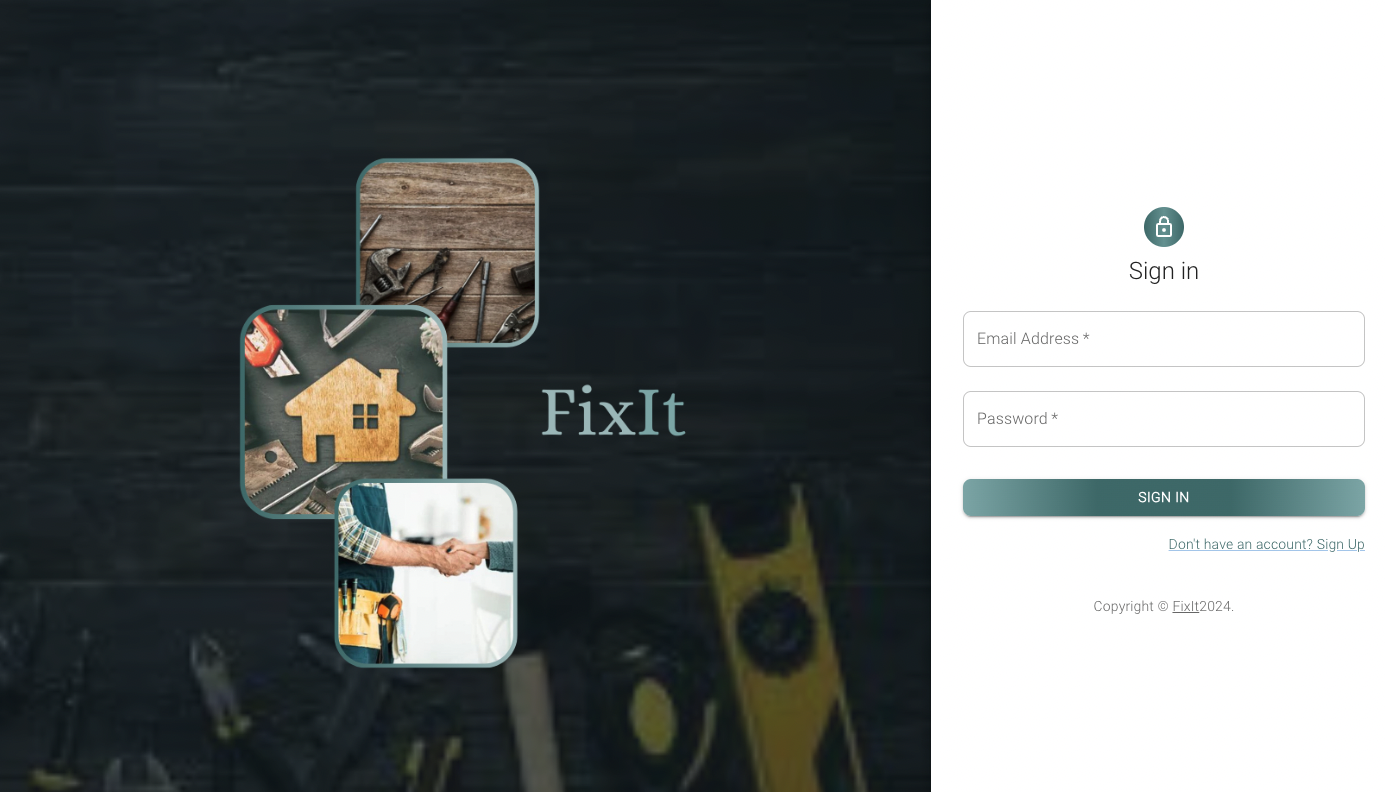 FixIt
Sign in
Email Address *
Password *
SIGN IN
Don't have an account? Sign Up
Copyright © FixIt2024.